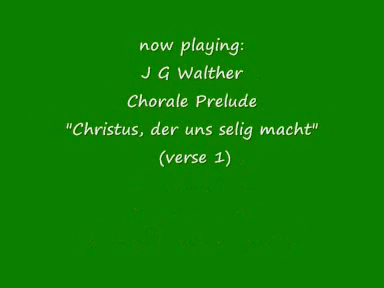 now playing:
J G Walther
Chorale Prelude
"Christus, der uns selig macht"
(verse 1)